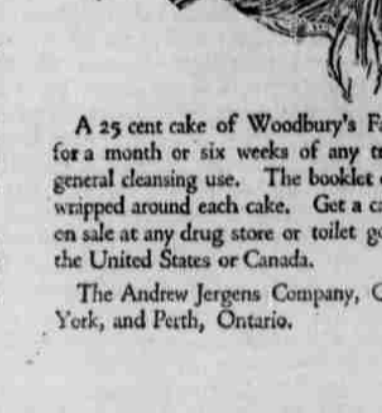 A 25 cent cake of Woodbury's
for a month or six weeks of any
general cleansing use. The booklet
wrapped around each cake. Get a
on sale at any drug store or toilet
the United States or Canada.
The Andrew Jergens Company,
York, and Perth, Ontario.